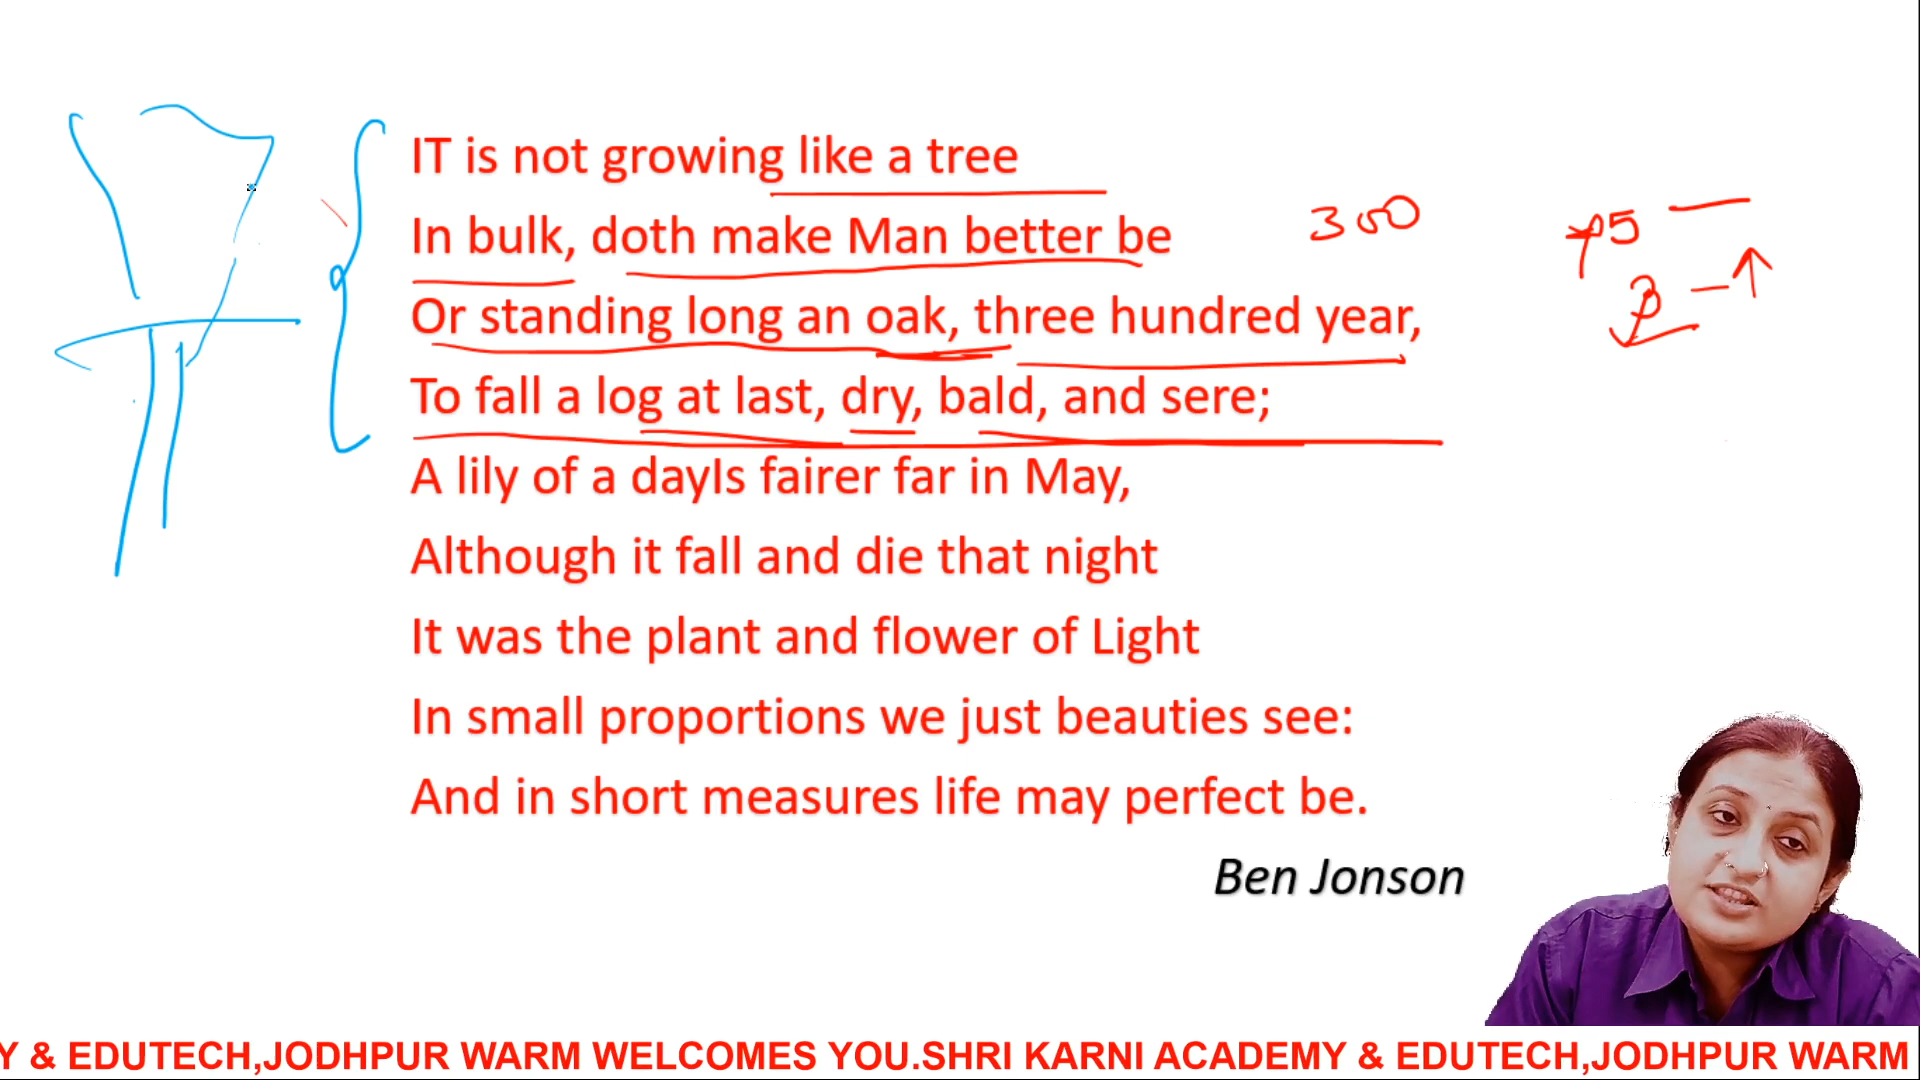 IT is not growing like a tree
In bulk, doth make Man better be
Or standing long an oak, three hundred year,
To fall a log at last, dry, bald, and sere;
A lily of a dayIs fairer far in May,
Although it fall and die that night
It was the plant and flower of Light
In small proportions we just beauties see:
And in short measures life may perfect be.
Ben Jonson
300
Y & EDUTECH,JODHPUR WARM WELCOMES YOU.SHRI KARNI ACADEMY & EDUTECH,JODHPUR WARM